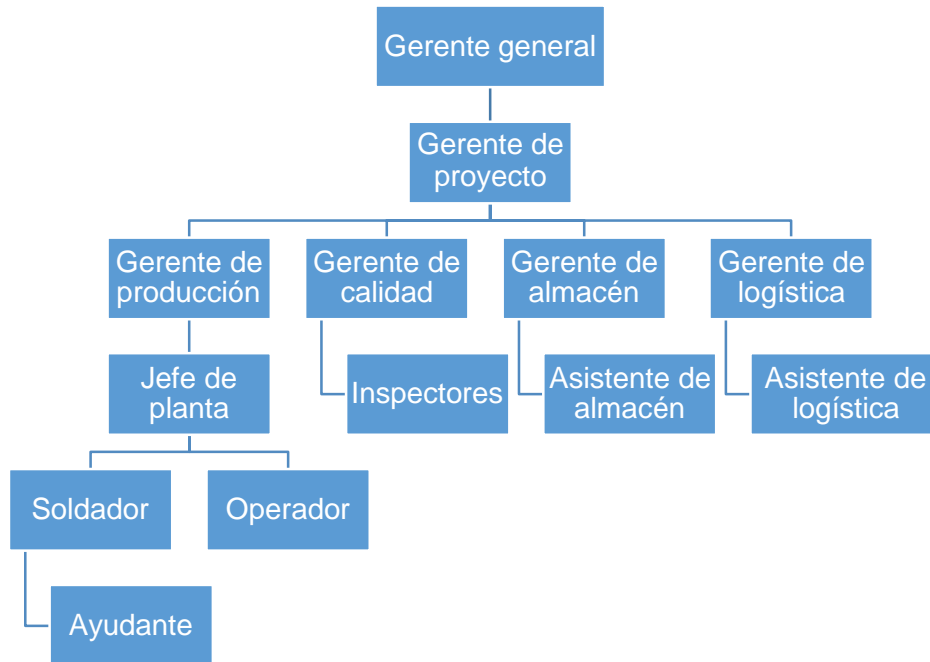 Gerente general
Gerente de
proyecto
Gerente de
producción
Gerente de
calidad
Gerente de
almacén
Gerente de
logística
Jefe de
planta
Inspectores
Asistente de
almacén
Asistente de
logística
Soldador
Operador
Ayudante